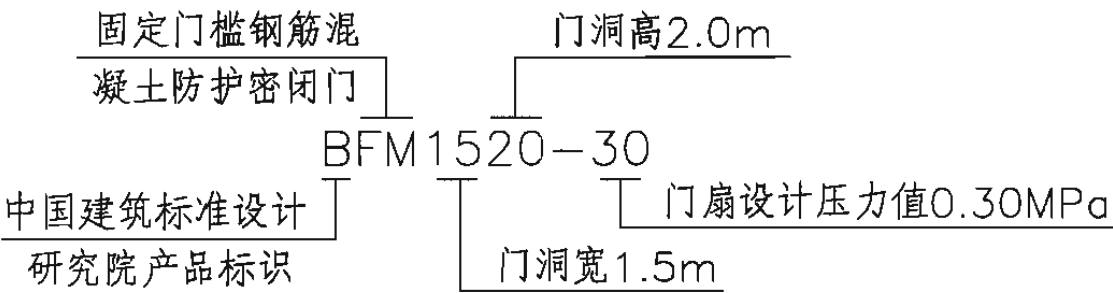 固定门槛钢筋混
凝土防护密闭门
门洞高2.0m
BFM1520-30
中国建筑标准设计
研究院产品标识
门洞宽1.5m
门扇设计压力值0.30MPa